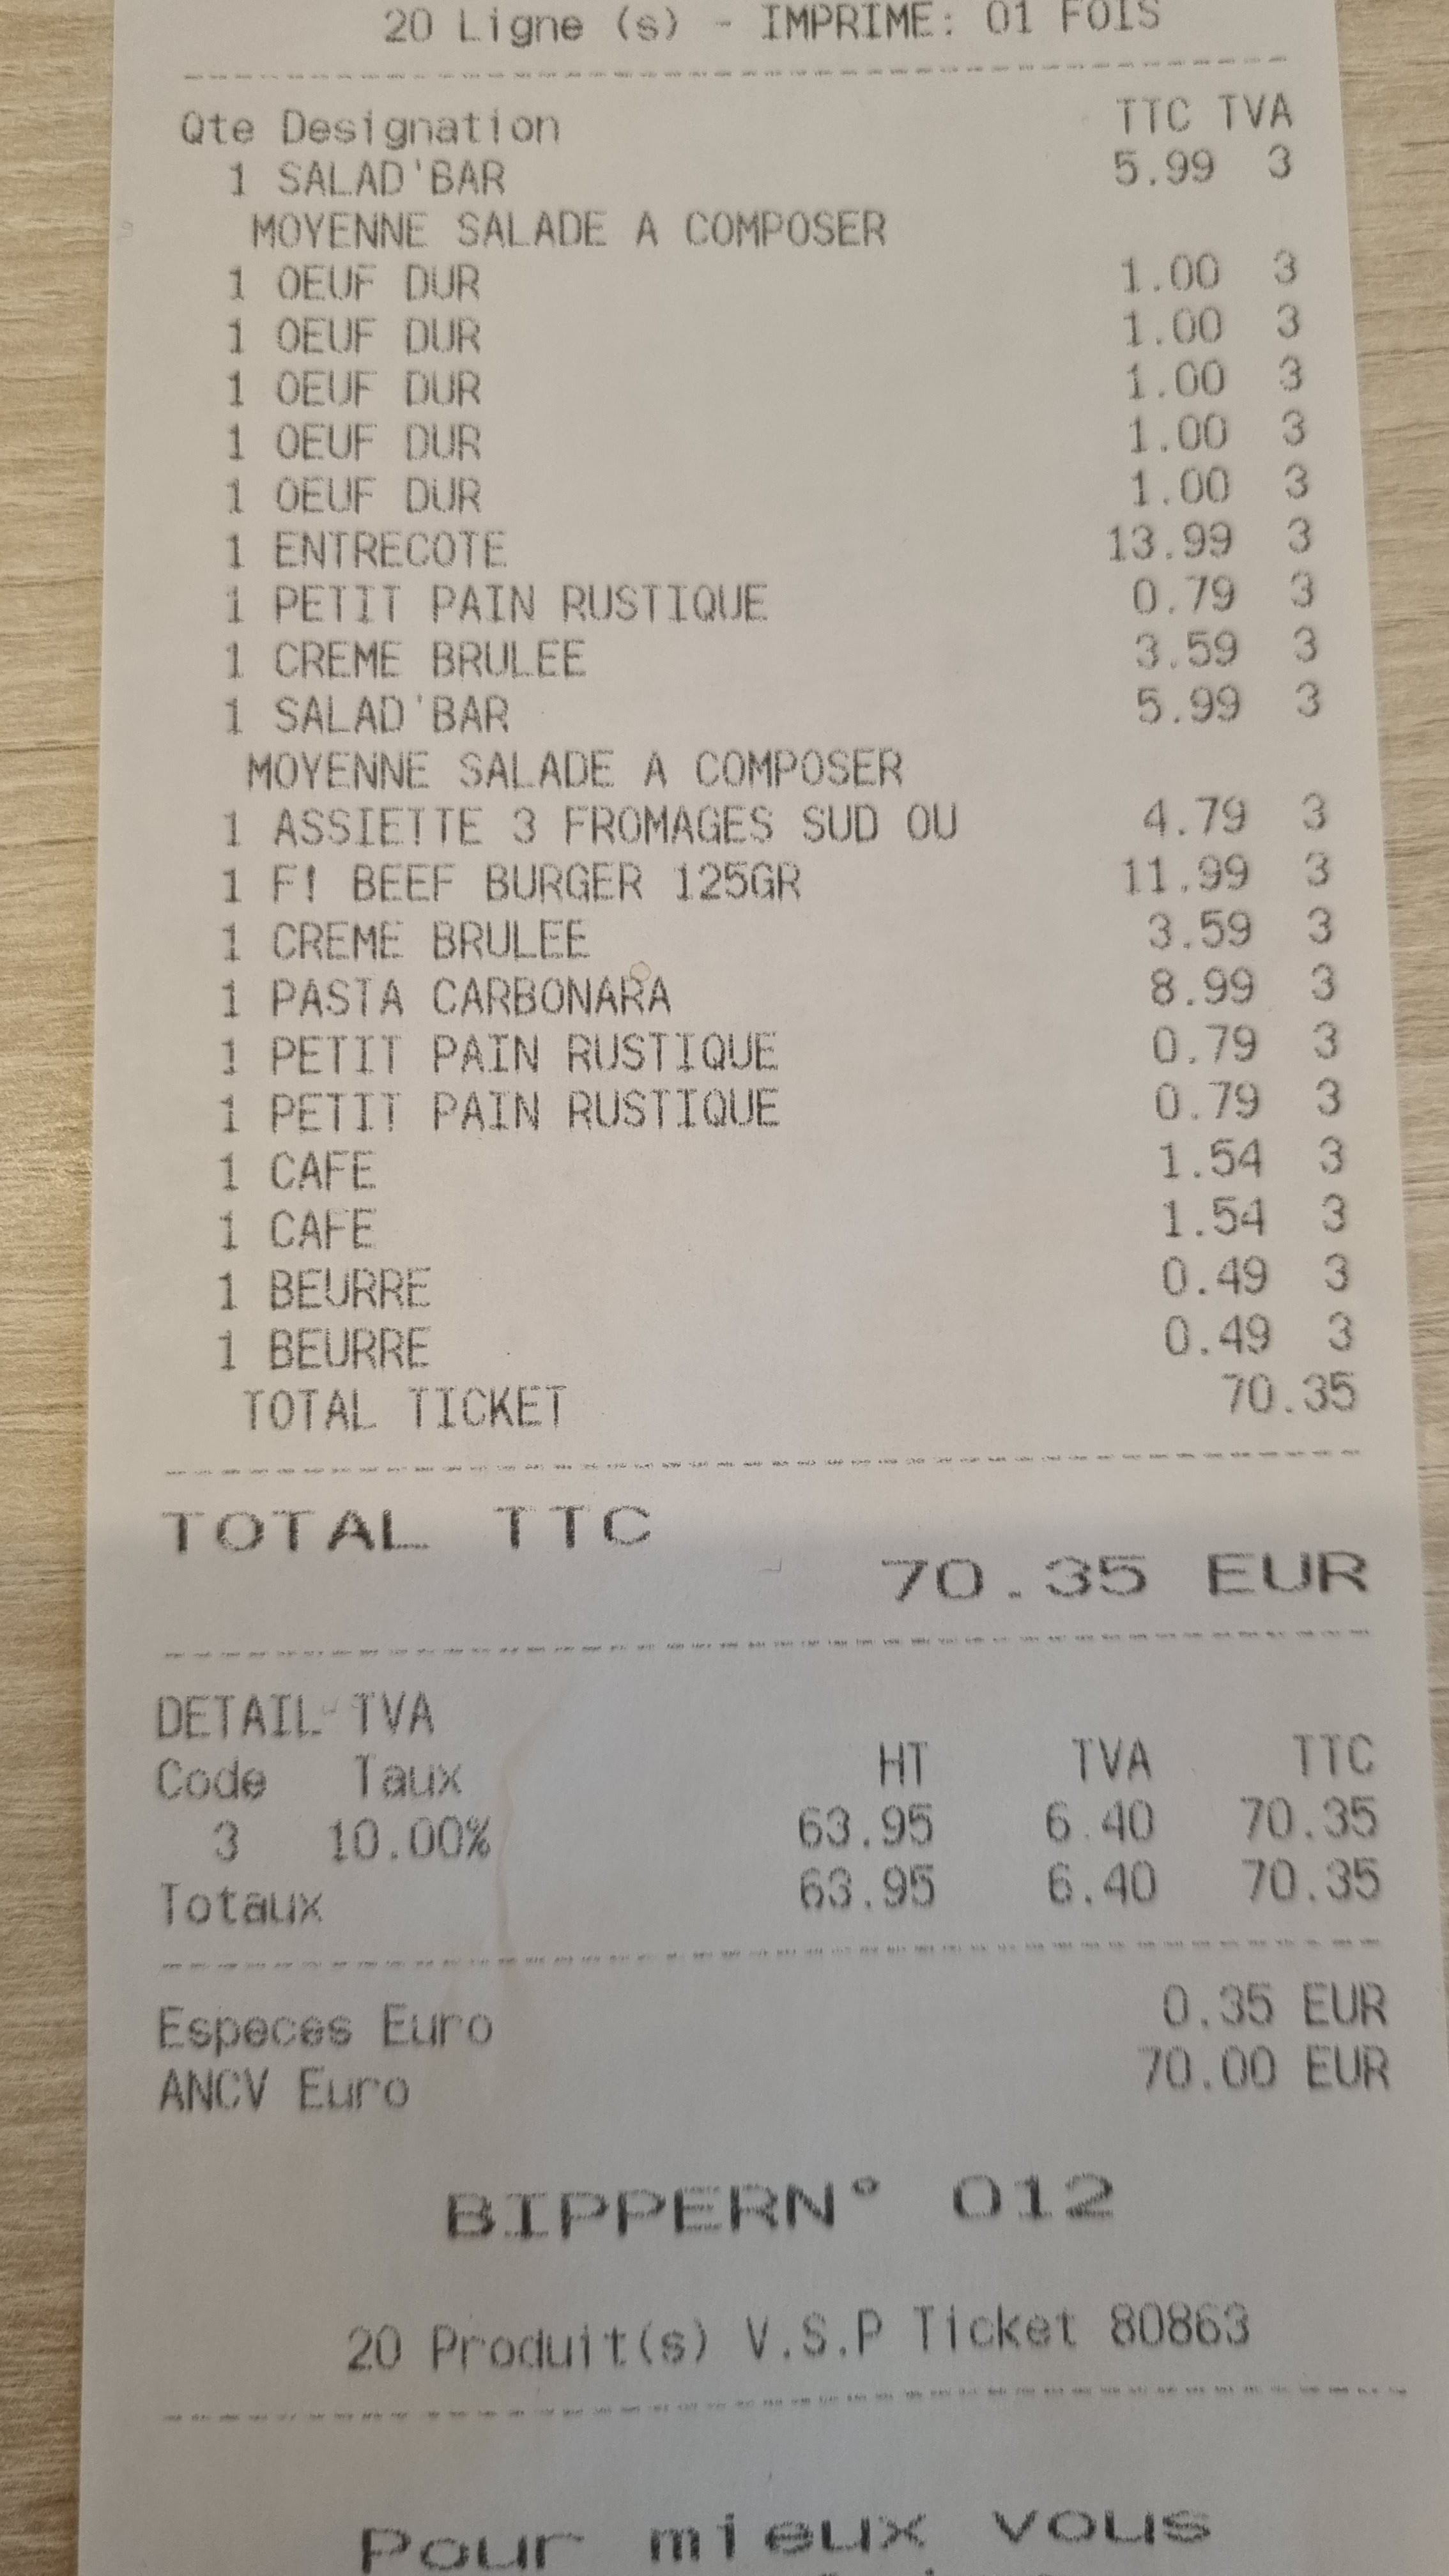 20 Ligne (s) - IMPRIME: 01 FOIS
Qte Designation TTC TVA
1 SALAD'BAR 5.99 3
MOYENNE SALADE A COMPOSER
1 OEUF DUR 1.00 3
1 OEUF DUR 1.00 3
1 OEUF DUR 1.00 3
1 OEUF DUR 1.00 3
1 OEUF DUR 1.00 3
1 ENTRECOTE 13.99 3
1 PETIT PAIN RUSTIQUE 0.79 3
1 CREME BRULEE 3.59 3
1 SALAD'BAR 5.99 3
MOYENNE SALADE A COMPOSER
1 ASSIETTE 3 FROMAGES SUD OU 4.79 3
1 F! BEEF BURGER 125GR 11.99 3
1 CREME BRULEE 3.59 3
1 PASTA CARBONARA 8.99 3
1 PETIT PAIN RUSTIQUE 0.79 3
1 PETIT PAIN RUSTIQUE 0.79 3
1 CAFE 1.54 3
1 CAFE 1.54 3
1 BEURRE 0.49 3
1 BEURRE 0.49 3
TOTAL TICKET 70.35
TOTAL TTC
70.35 EUR
DETAIL TVA
Code Taux HT TVA TTC
3 10.00% 63.95 6.40 70.35
Totaux 63.95 6.40 70.35
Especes Euro 0.35 EUR
ANCV Euro 70.00 EUR
BIPPERN° 012
20 Produit(s) V.S.P Ticket 80863
Pour mieux vous